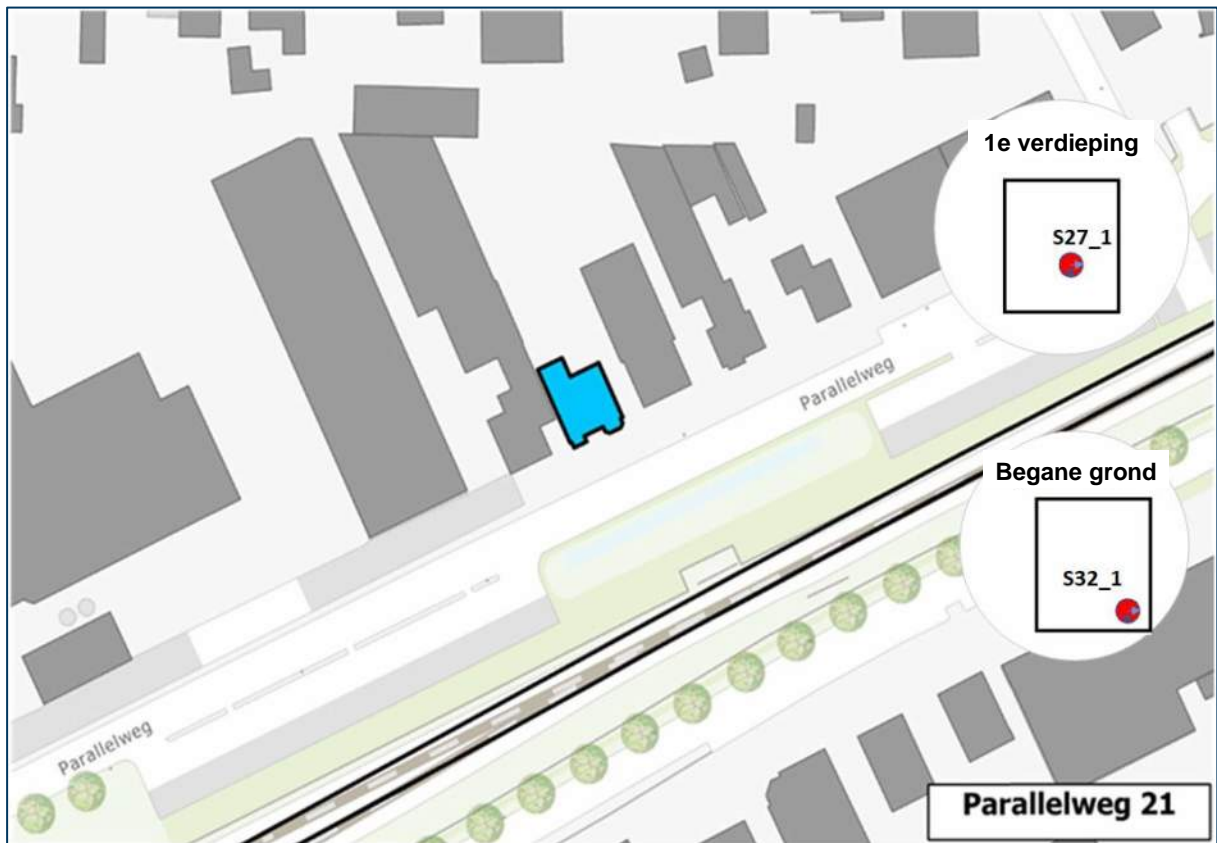 1e verdieping
S27_1
Parallelweg
Begane grond
S32_1
Parallelweg
Parallelweg 21